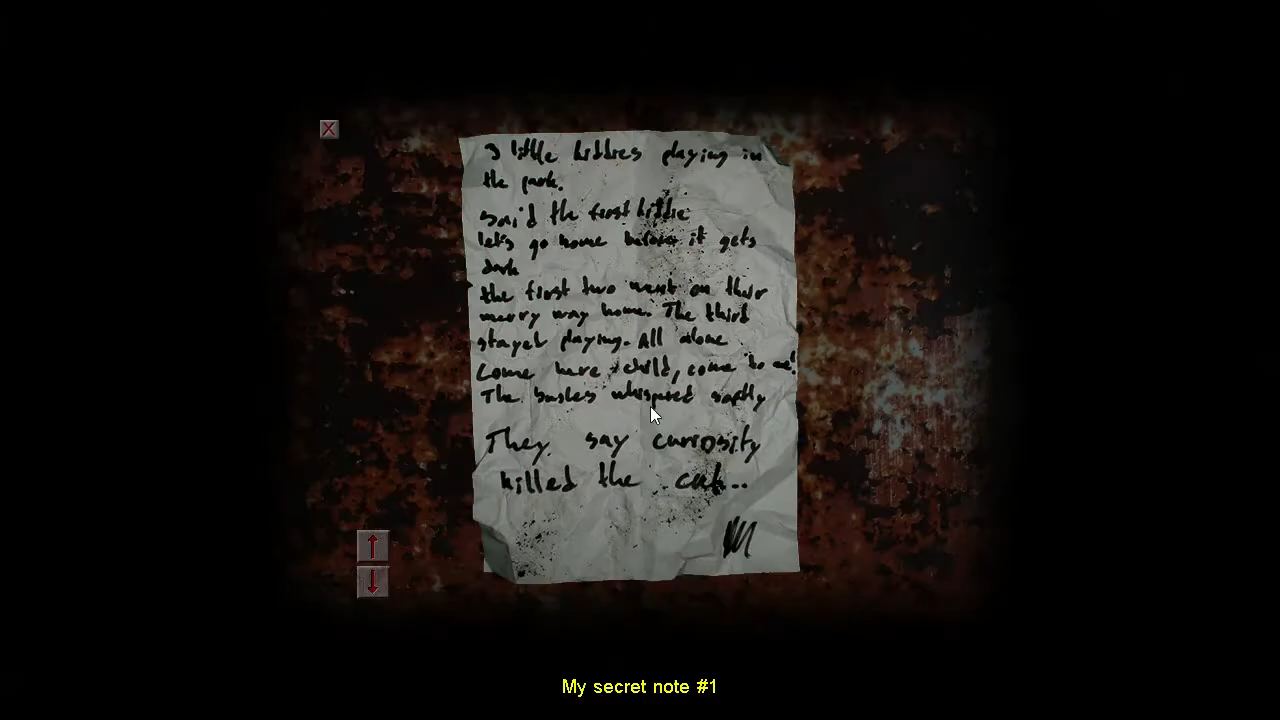 3 little kiddies playing in
the park.
said the first kiddie
let's go home before it gets
dark
the first two went on their
merry way home. The third
stayed playing. All alone
Come here child, come to me!
The bushes whispered softly
They say curiosity
killed the cat..
My secret note #1